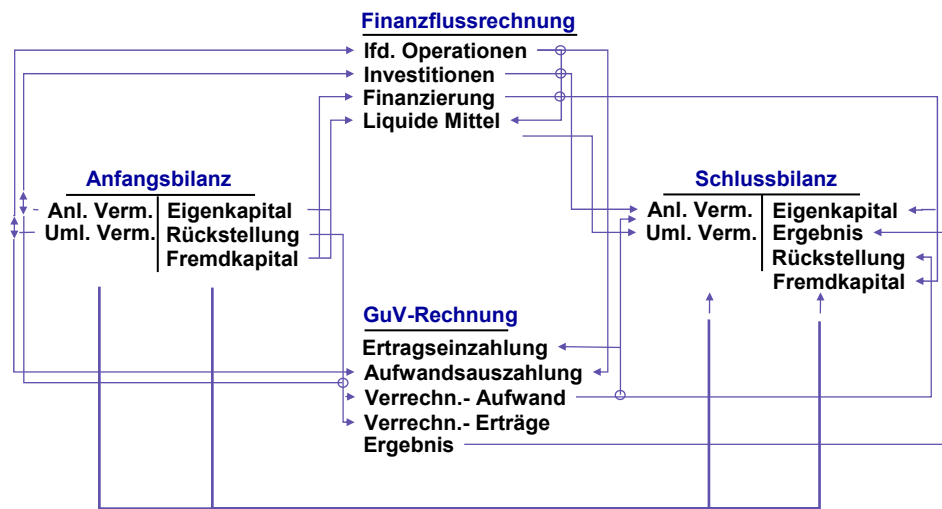 Finanzflussrechnung
lfd. Operationen
Investitionen
Finanzierung
Liquide Mittel
Anfangsbilanz
Anl. Verm. Eigenkapital
Uml. Verm. Rückstellung
Fremdkapital
Schlussbilanz
Anl. Verm. Eigenkapital
Uml. Verm. Ergebnis
Rückstellung
Fremdkapital
GuV-Rechnung
Ertragseinzahlung
Aufwandsauszahlung
Verrechn.- Aufwand
Verrechn.- Erträge
Ergebnis